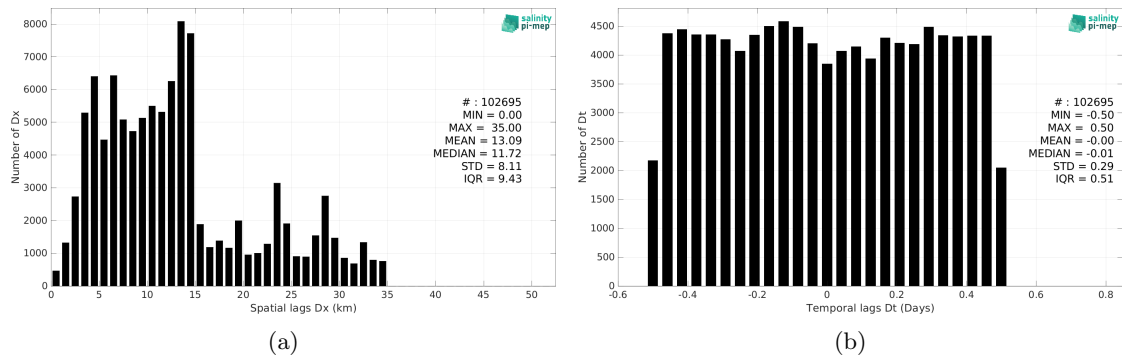 salinity
pi-mep
8000
7000
6000
5000
4000
3000
2000
1000
0
Number of Dx
# : 102695
MIN = 0.00
MAX = 35.00
MEAN = 13.09
MEDIAN = 11.72
STD = 8.11
IQR = 9.43
0 5 10 15 20 25 30 35 40 45 50
Spatial lags Dx (km)
(a)
salinity
pi-mep
4500
4000
3500
3000
2500
2000
1500
1000
500
0
Number of Dt
# : 102695
MIN = -0.50
MAX = 0.50
MEAN = -0.00
MEDIAN = -0.01
STD = 0.29
IQR = 0.51
-0.6 -0.4 -0.2 0 0.2 0.4 0.6 0.8
Temporal lags Dt (Days)
(b)